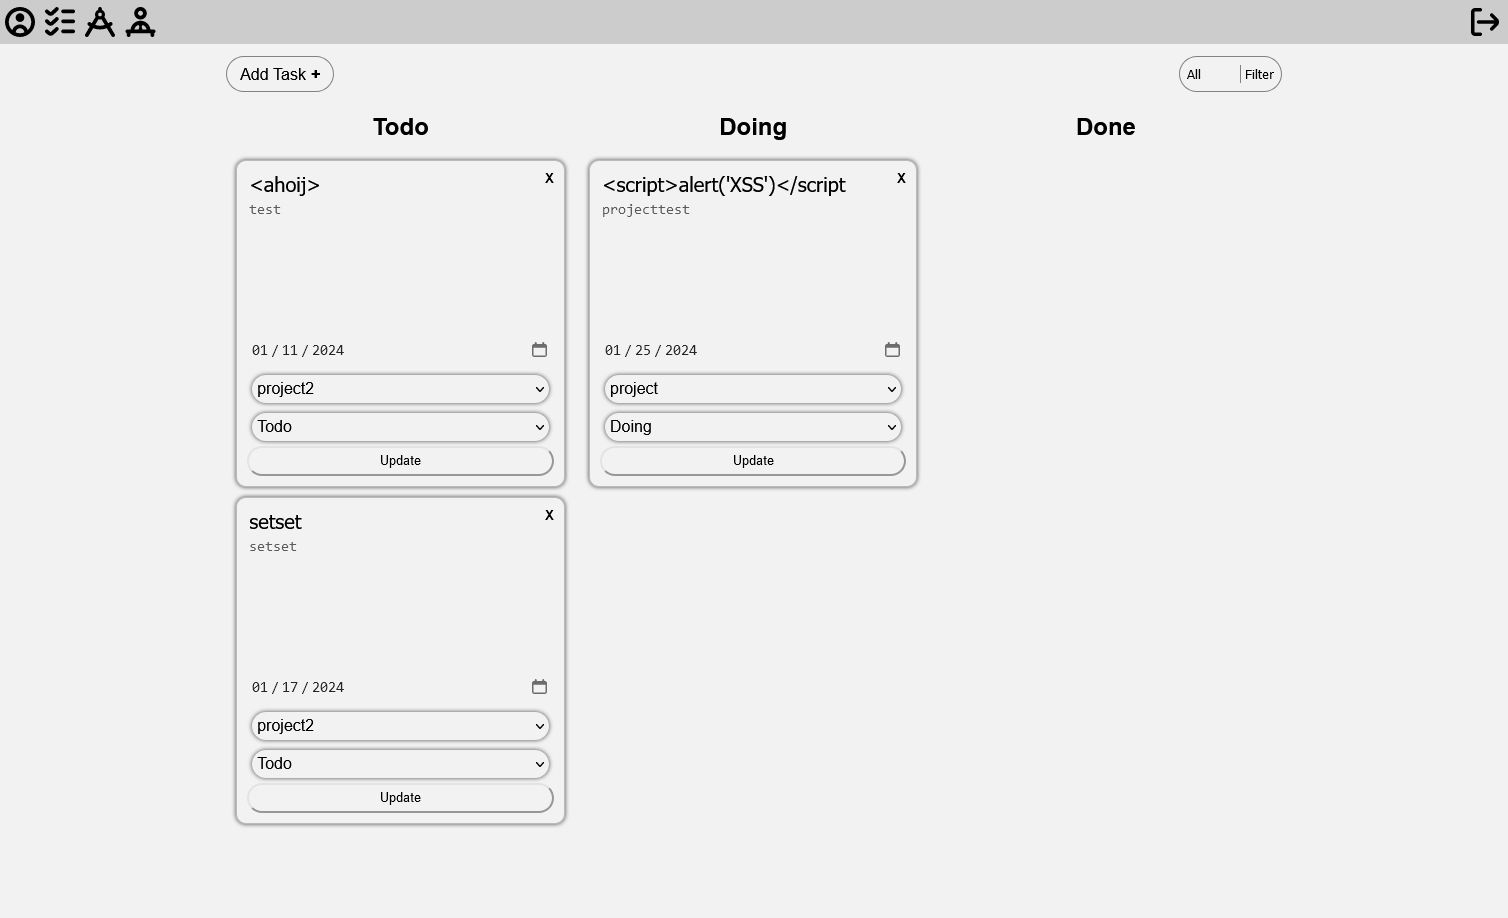 Add Task +
All
Filter
Todo
Doing
Done
<ahoij>
X
test
01 / 11 / 2024
project2
Todo
Update
setset
X
setset
01 / 17 / 2024
project2
Todo
Update
<script>alert('XSS')</script
X
projecttest
01 / 25 / 2024
project
Doing
Update